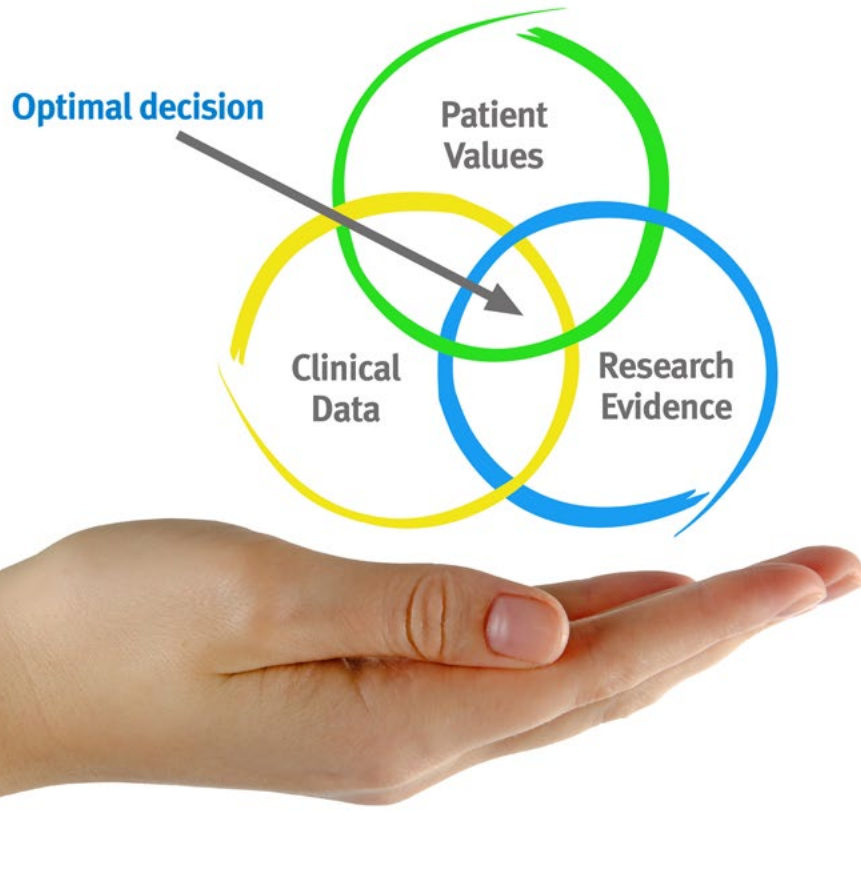 Optimal decision
Patient
Values
Clinical
Data
Research
Evidence